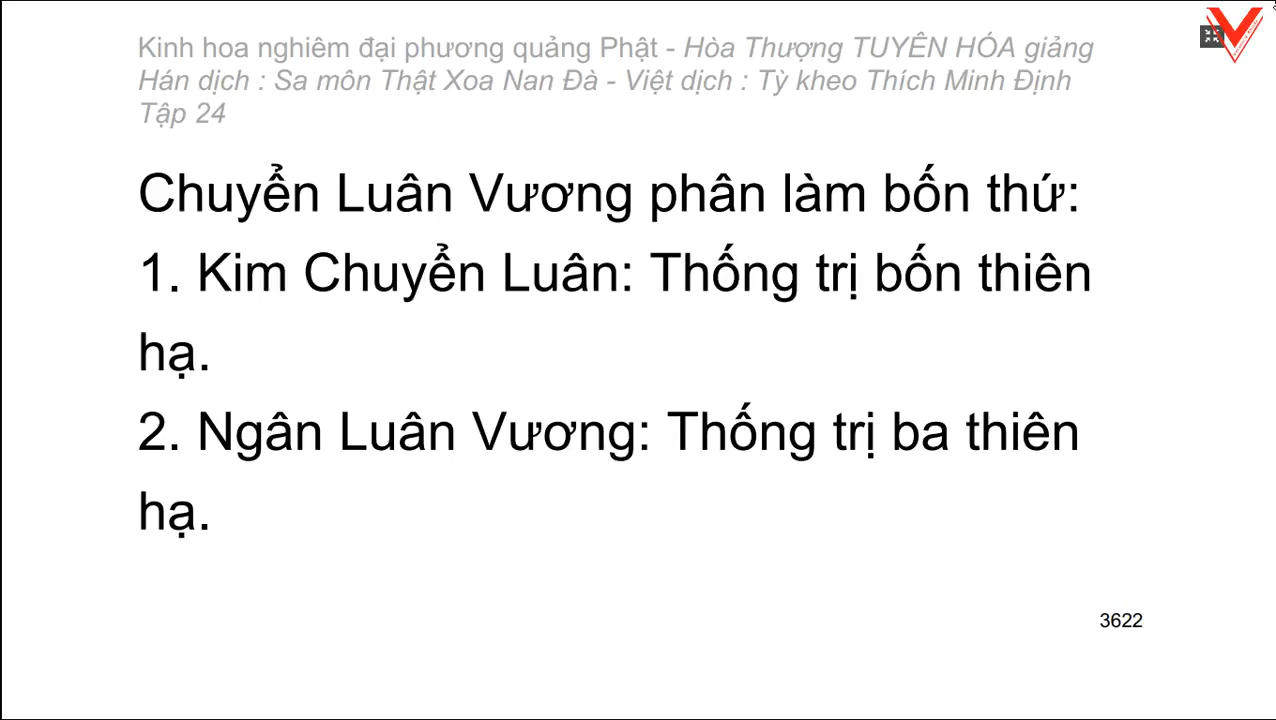 Kinh hoa nghiêm đại phương quảng Phật - Hòa Thượng TUYÊN HÓA giảng
Hán dịch : Sa môn Thật Xoa Nan Đà - Việt dịch : Tỳ kheo Thích Minh Định
Tập 24
Chuyển Luân Vương phân làm bốn thứ:
1. Kim Chuyển Luân: Thống trị bốn thiên
hạ.
2. Ngân Luân Vương: Thống trị ba thiên
hạ.
3622